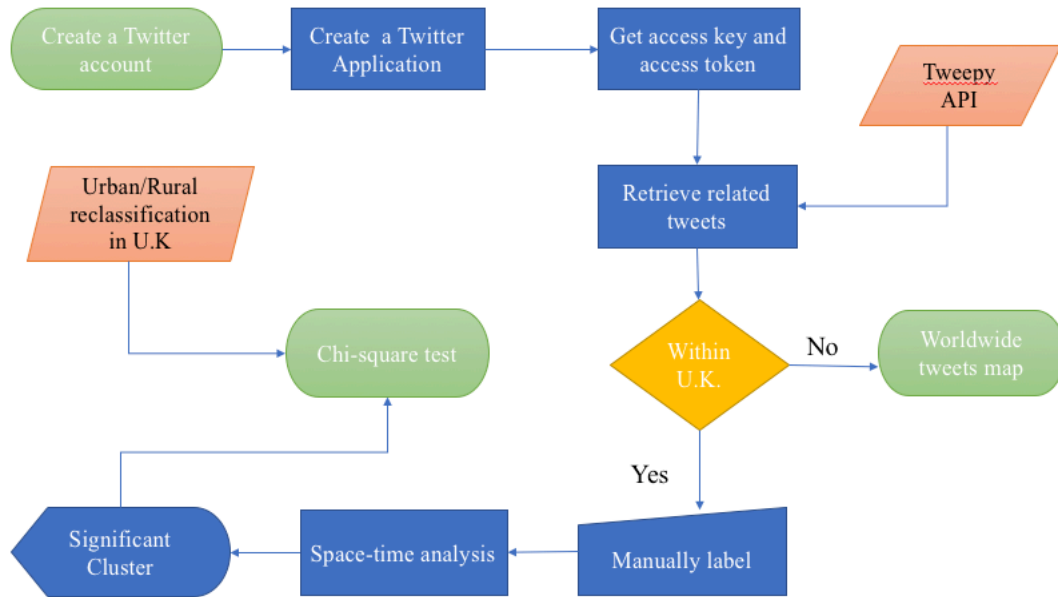 Create a Twitter
account
Create a Twitter
Application
Get access key and
access token
Tweepy
API
Urban/Rural
reclassification
in U.K
Retrieve related
tweets
Chi-square test
Within
U.K.
No
Worldwide
tweets map
Yes
Significant
Cluster
Space-time analysis
Manually label